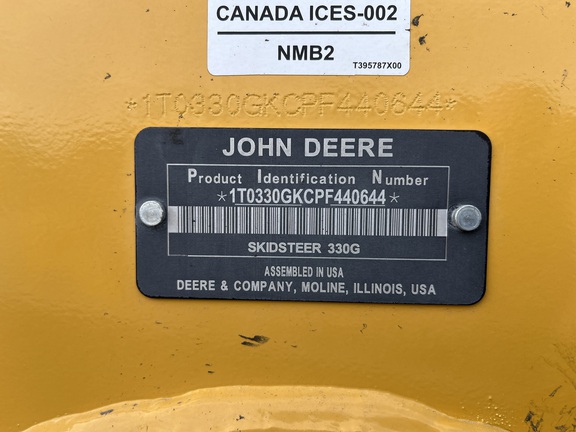 CANADA ICES-002
NMB2
T395787X00
*1T0330GKCPF440644*
JOHN DEERE
Product Identification Number
*1T0330GKCPF440644*
SKIDSTEER 330G
ASSEMBLED IN USA
DEERE & COMPANY, MOLINE, ILLINOIS, USA